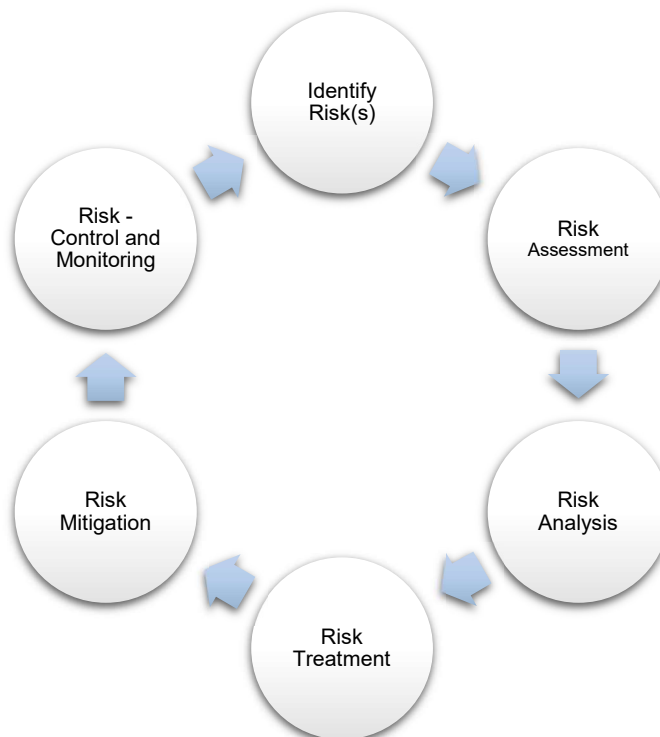 Identify
Risk(s)
Risk
Assessment
Risk
Analysis
Risk
Treatment
Risk
Mitigation
Risk -
Control and
Monitoring